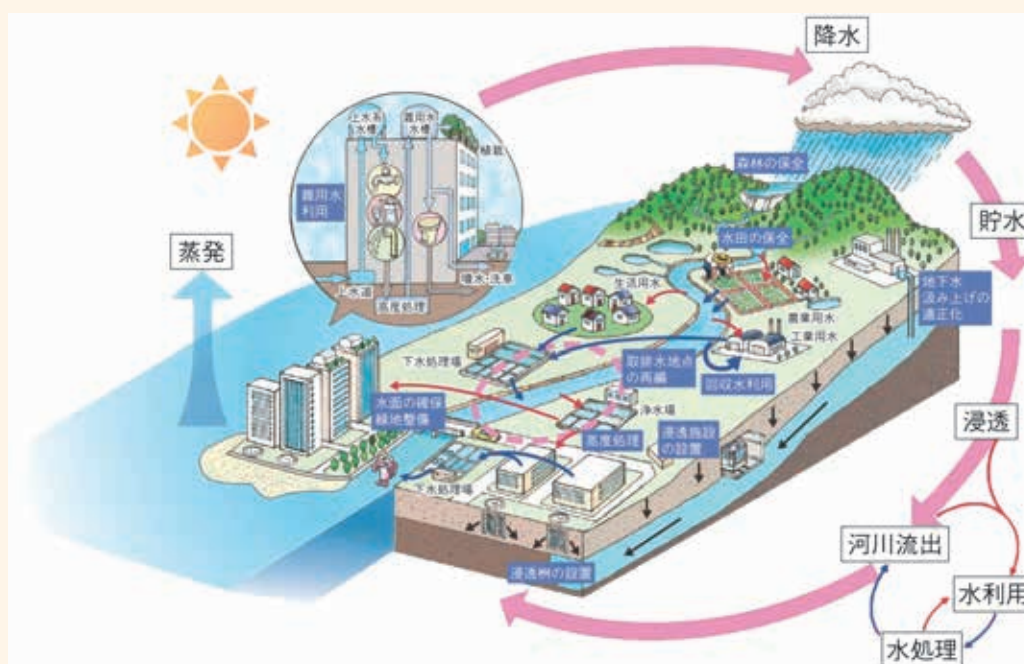 降水
上水系
水槽
雑用水
水槽
植栽
雑用水
利用
上水道
高度処理
噴水・洗車
蒸発
森林の保全
貯水
水田の保全
生活用水
地下水
汲み上げの
適正化
農業用水
工業用水
下水処理場
取排水地点
の再編
回収水利用
水面の確保
緑地整備
浄水場
高度処理
浸透施設
の設置
浸透
下水処理場
河川流出
浸透桝の設置
水利用
水処理